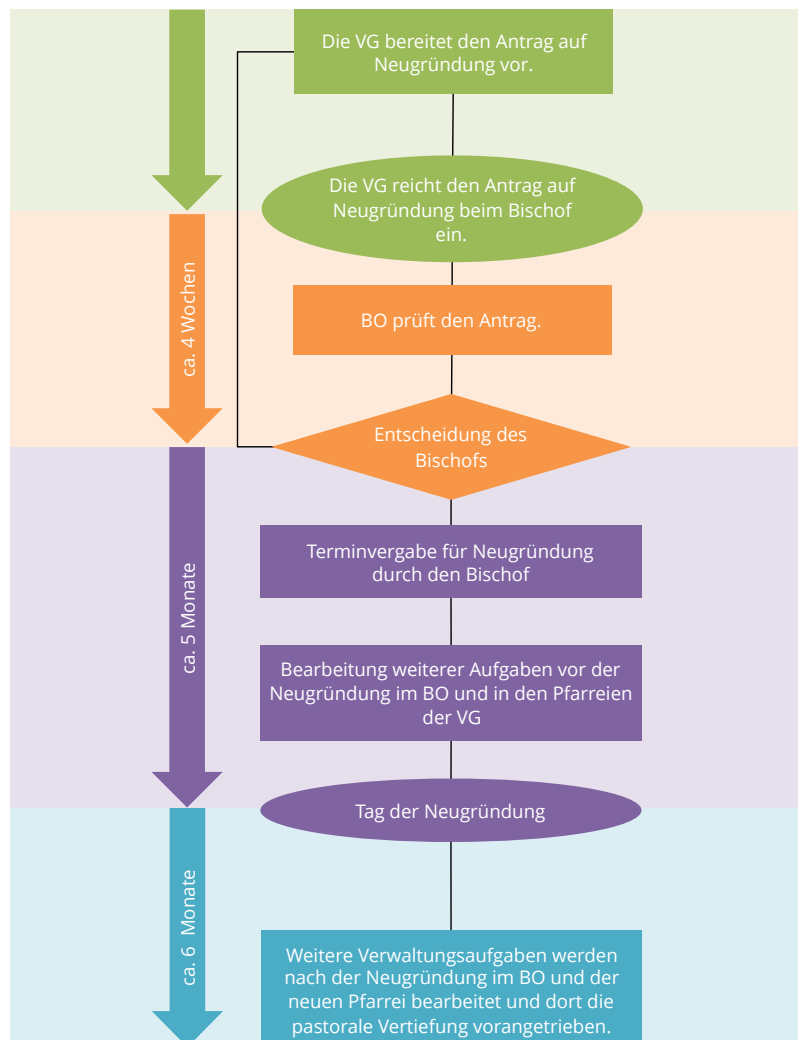 Die VG bereitet den Antrag auf
Neugründung vor.
Die VG reicht den Antrag auf
Neugründung beim Bischof
ein.
ca. 4 Wochen
BO prüft den Antrag.
Entscheidung des
Bischofs
ca. 5 Monate
Terminvergabe für Neugründung
durch den Bischof
Bearbeitung weiterer Aufgaben vor der
Neugründung im BO und in den Pfarreien
der VG
Tag der Neugründung
ca. 6 Monate
Weitere Verwaltungsaufgaben werden
nach der Neugründung im BO und der
neuen Pfarrei bearbeitet und dort die
pastorale Vertiefung vorangetrieben.